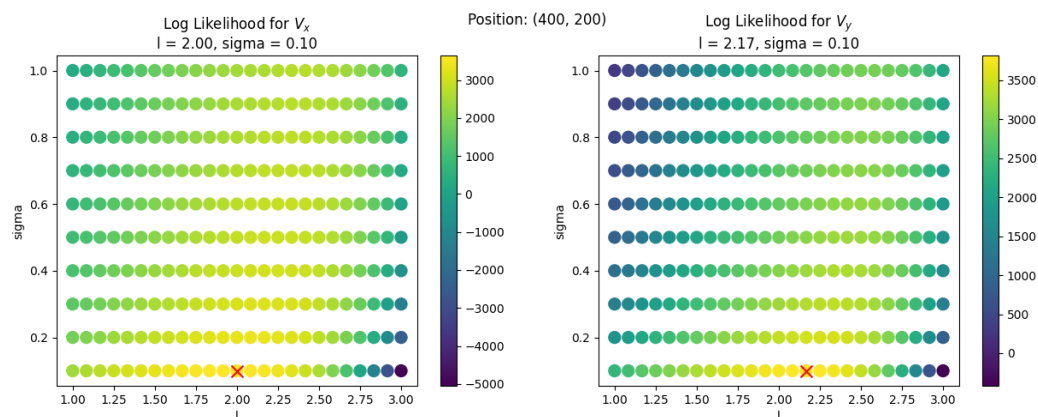 Position: (400, 200)
Log Likelihood for V_x
l = 2.00, sigma = 0.10
1.0
0.8
0.6
0.4
0.2
sigma
1.00 1.25 1.50 1.75 2.00 2.25 2.50 2.75 3.00
l
3000
2000
1000
0
−1000
−2000
−3000
−4000
−5000
Log Likelihood for V_y
l = 2.17, sigma = 0.10
1.0
0.8
0.6
0.4
0.2
sigma
1.00 1.25 1.50 1.75 2.00 2.25 2.50 2.75 3.00
l
3500
3000
2500
2000
1500
1000
500
0